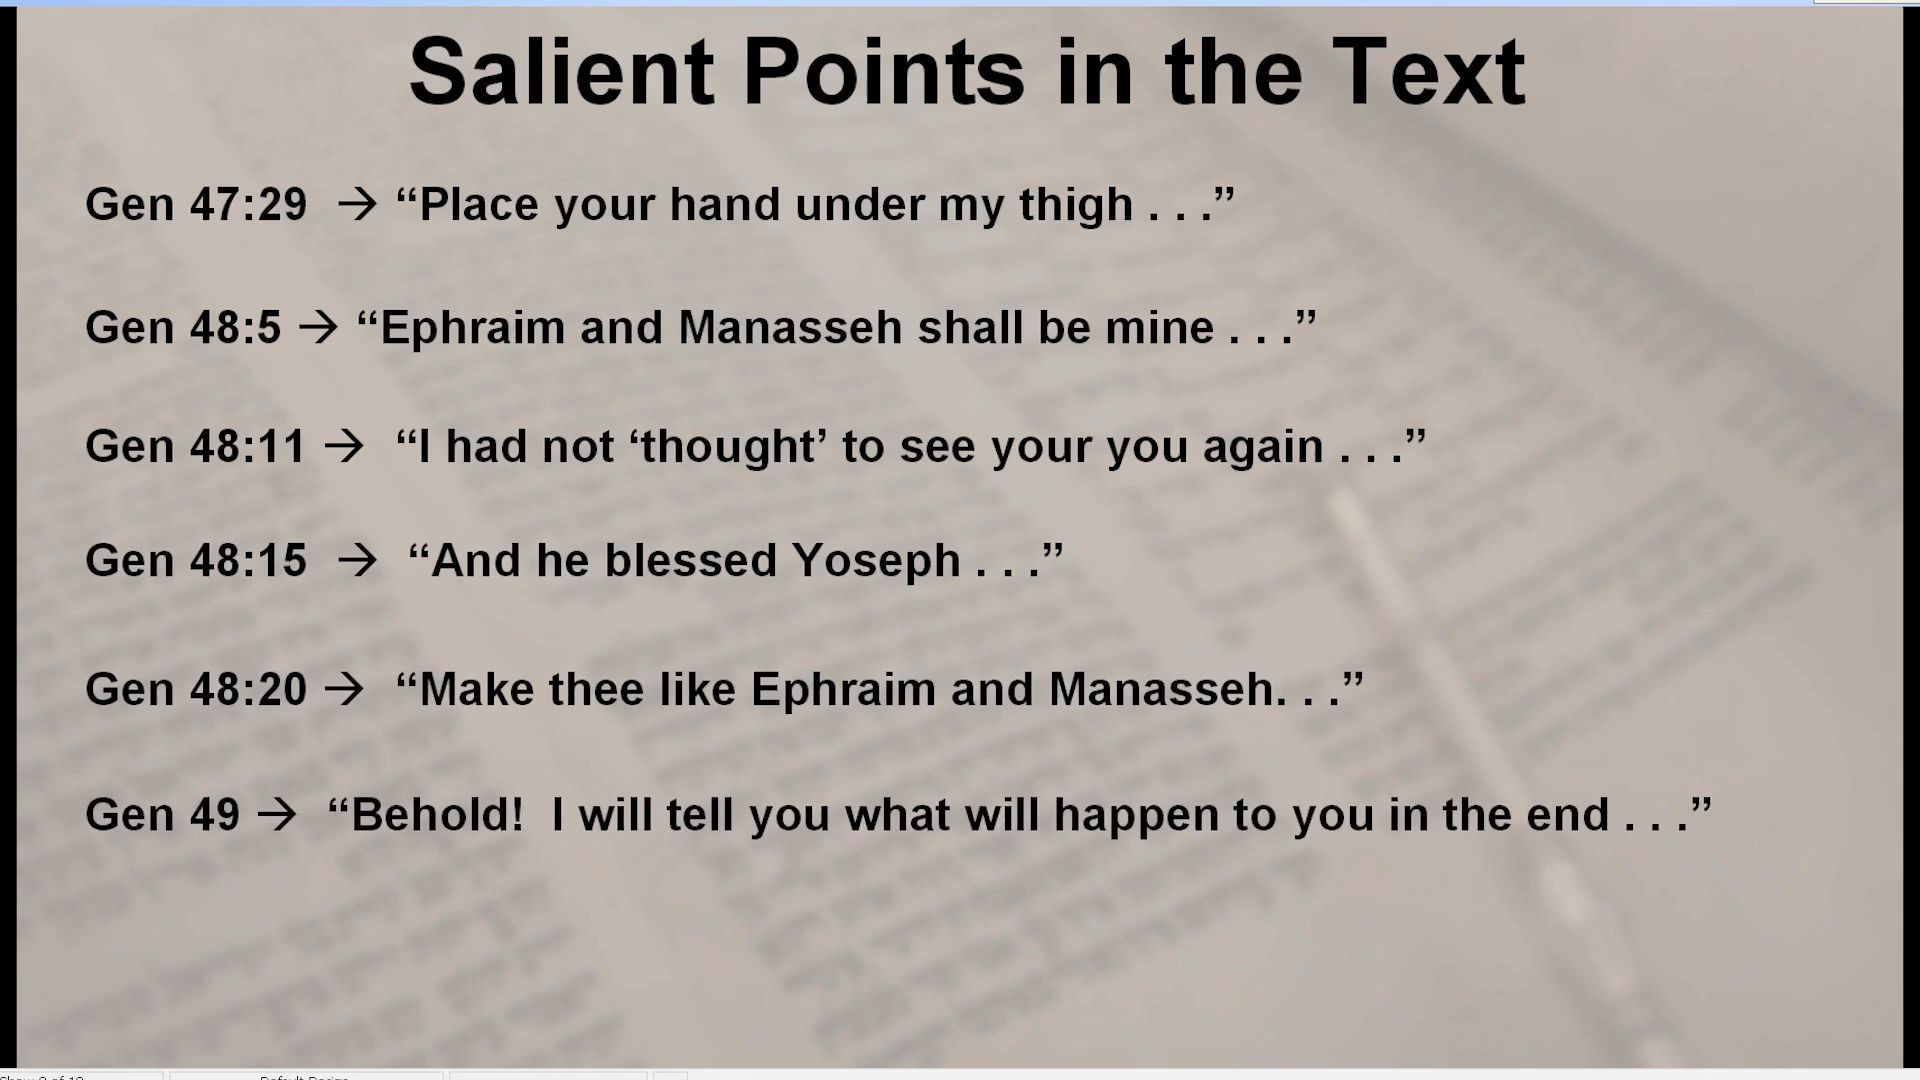 Salient Points in the Text
Gen 47:29 → “Place your hand under my thigh . . .”
Gen 48:5 → “Ephraim and Manasseh shall be mine . . .”
Gen 48:11 → “I had not ‘thought’ to see your you again . . .”
Gen 48:15 → “And he blessed Yoseph . . .”
Gen 48:20 → “Make thee like Ephraim and Manasseh. . .”
Gen 49 → “Behold! I will tell you what will happen to you in the end . . .”
Default Design